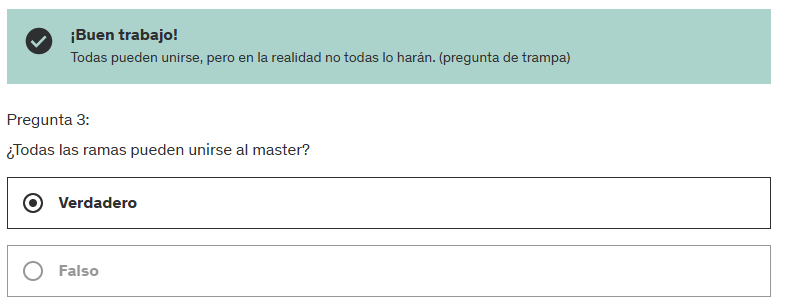 ¡Buen trabajo!
Todas pueden unirse, pero en la realidad no todas lo harán. (pregunta de trampa)
Pregunta 3:
¿Todas las ramas pueden unirse al master?
Verdadero
Falso